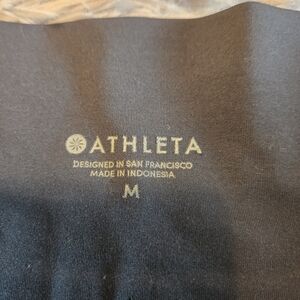 ATHLETA
DESIGNED IN SAN FRANCISCO
MADE IN INDONESIA
M